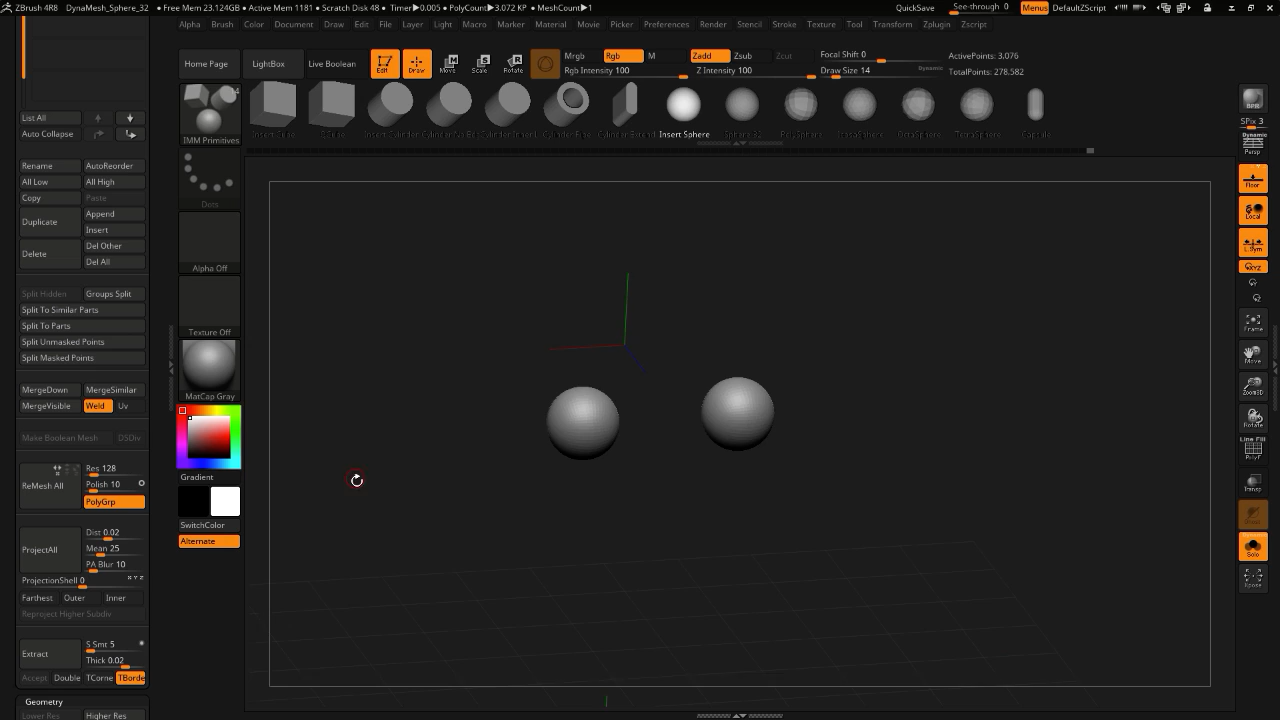 ZBrush 4R8 DynaMesh_Sphere_32 • Free Mem 23.124GB • Active Mem 1181 • Scratch Disk 48 • Timer▶0.005 • PolyCount▶3.072 KP • MeshCount▶1 QuickSave See-through 0 Menus DefaultZScript
Alpha Brush Color Document Draw Edit File Layer Light Macro Marker Material Movie Picker Preferences Render Stencil Stroke Texture Tool Transform Zplugin Zscript
Home Page LightBox Live Boolean Edit Draw Move Scale Rotate Mrgb Rgb M Zadd Zsub Zcut Focal Shift 0 ActivePoints: 3.076
Rgb Intensity 100 Z Intensity 100 Draw Size 14 Dynamic TotalPoints: 278.582
14
IMM Primitives Insert Cube Insert Sphere Capsule
SPix 3
Dynamic
Persp
Floor
Local
L.Sym
XYZ
Frame
Move
Zoom3D
Rotate
Line Fill
PolyF
Transp
Dynamic
Solo
Xpose
List All
Auto Collapse
Rename AutoReorder
All Low All High
Copy Paste
Duplicate Append
Insert
Delete Del Other
Del All
Split Hidden Groups Split
Split To Similar Parts
Split To Parts
Split Unmasked Points
Split Masked Points
MergeDown MergeSimilar
MergeVisible Weld Uv
Make Boolean Mesh DSDiv
ReMesh All Res 128
Polish 10
PolyGrp
ProjectAll Dist 0.02
Mean 25
PA Blur 10
ProjectionShell 0 X Y Z
Farthest Outer Inner
Reproject Higher Subdiv
Extract S Smt 5
Thick 0.02
Accept Double TCorne TBorde
Geometry
Lower Res Higher Res
Dots
Alpha Off
Texture Off
MatCap Gray
Gradient
SwitchColor
Alternate